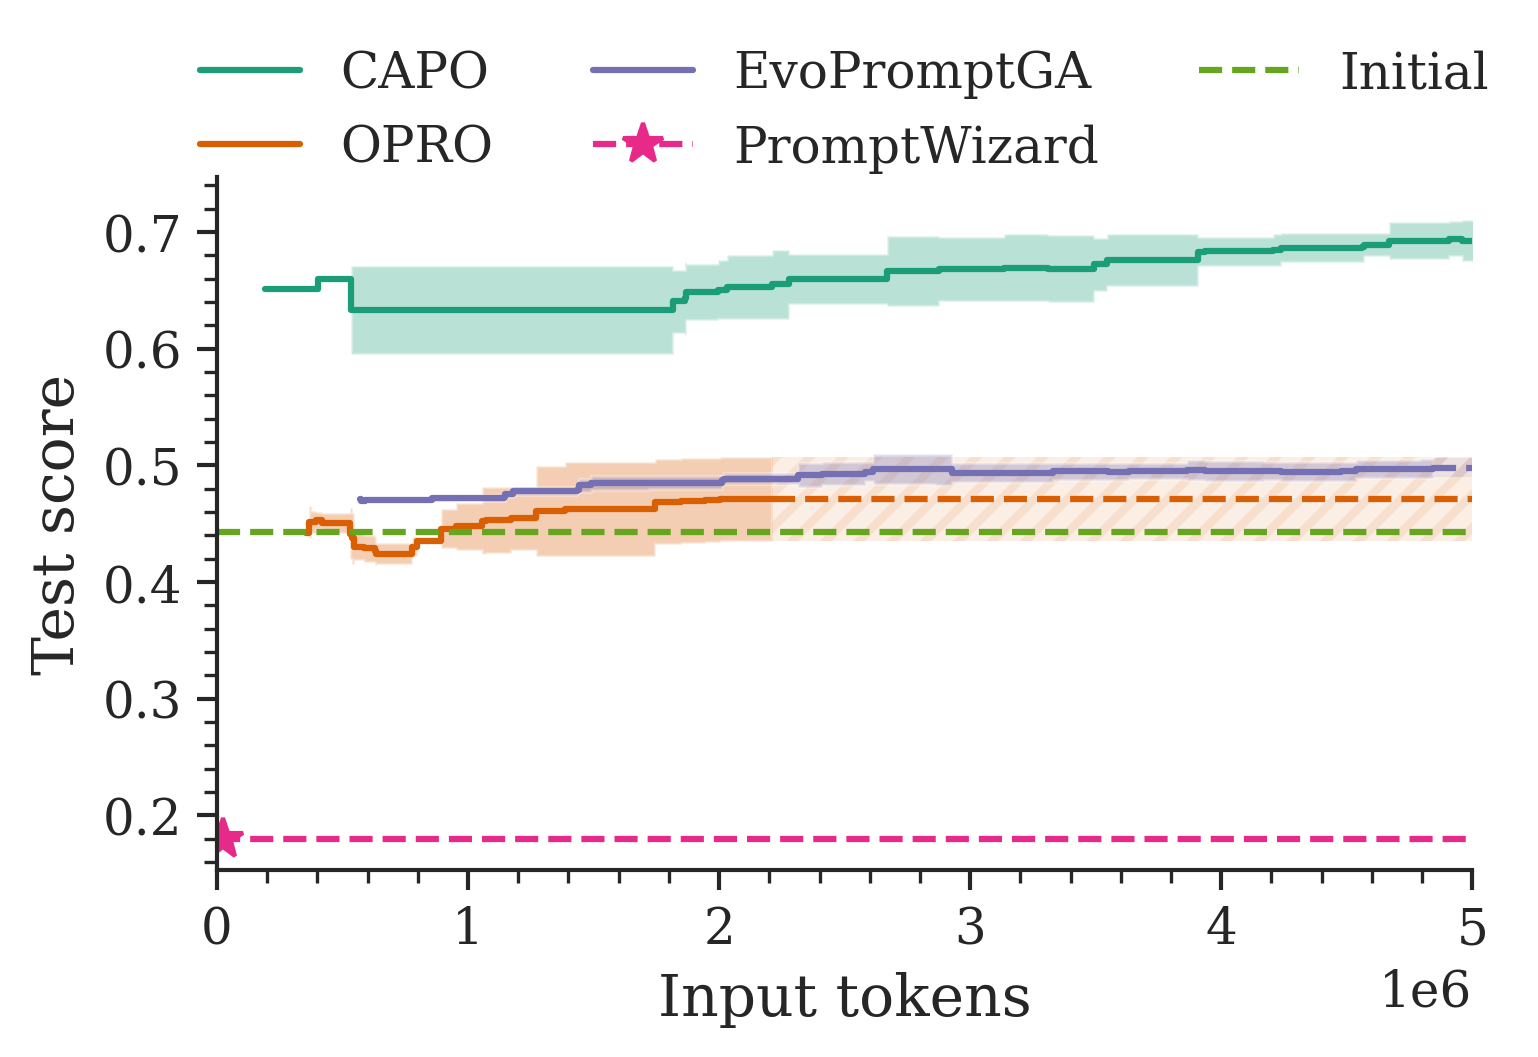 CAPO EvoPromptGA Initial
OPRO PromptWizard
Test score
0.7
0.6
0.5
0.4
0.3
0.2
0 1 2 3 4 5
1e6
Input tokens